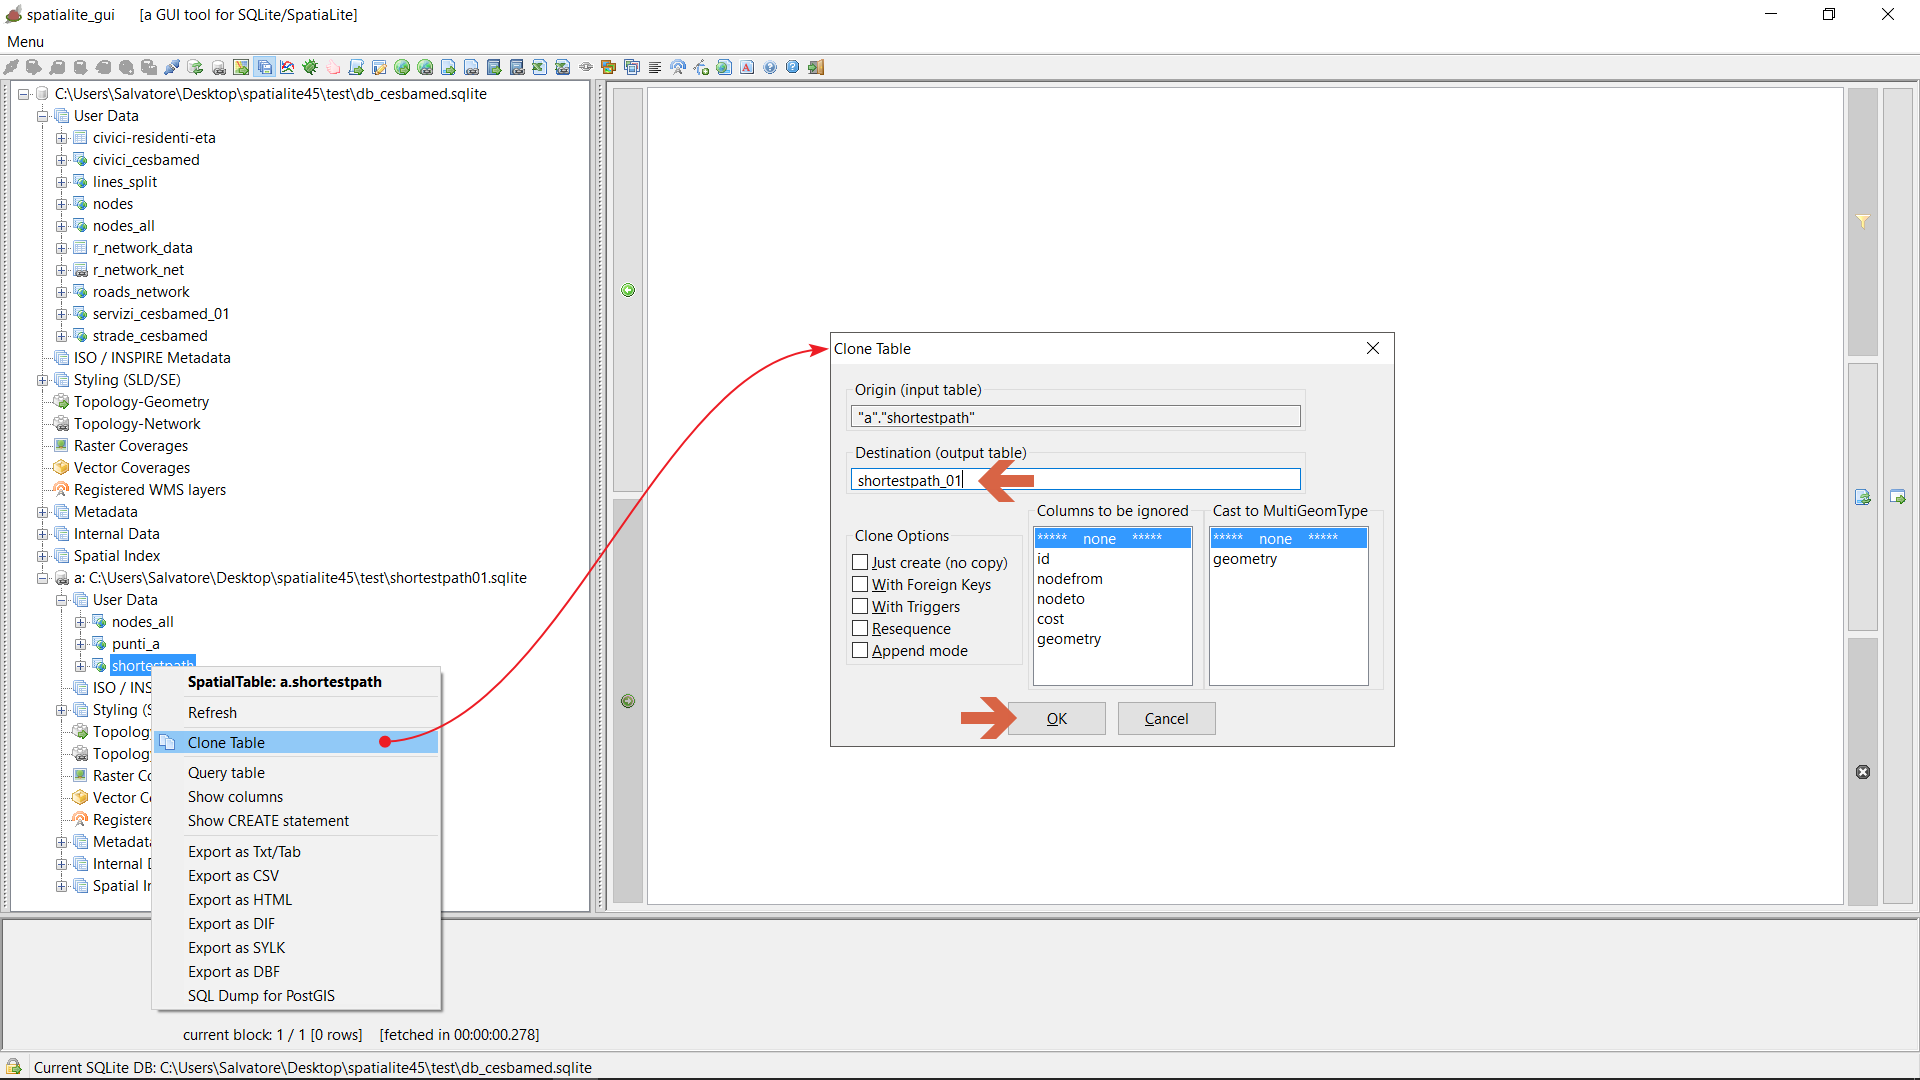 spatialite_gui [a GUI tool for SQLite/SpatiaLite]
Menu
C:\Users\Salvatore\Desktop\spatialite45\test\db_cesbamed.sqlite
User Data
civici-residenti-eta
civici_cesbamed
lines_split
nodes
nodes_all
r_network_data
r_network_net
roads_network
servizi_cesbamed_01
strade_cesbamed
ISO / INSPIRE Metadata
Styling (SLD/SE)
Topology-Geometry
Topology-Network
Raster Coverages
Vector Coverages
Registered WMS layers
Metadata
Internal Data
Spatial Index
a: C:\Users\Salvatore\Desktop\spatialite45\test\shortestpath01.sqlite
User Data
nodes_all
punti_a
shortestpath
ISO / INS
Styling (S
Topolog
Topolog
Raster Co
Vector Co
Registere
Metadata
Internal D
Spatial In
SpatialTable: a.shortestpath
Refresh
Clone Table
Query table
Show columns
Show CREATE statement
Export as Txt/Tab
Export as CSV
Export as HTML
Export as DIF
Export as SYLK
Export as DBF
SQL Dump for PostGIS
Clone Table
Origin (input table)
"a"."shortestpath"
Destination (output table)
shortestpath_01
Clone Options
Just create (no copy)
With Foreign Keys
With Triggers
Resequence
Append mode
Columns to be ignored
***** none *****
id
nodefrom
nodeto
cost
geometry
Cast to MultiGeomType
***** none *****
geometry
OK
Cancel
current block: 1 / 1 [0 rows] [fetched in 00:00:00.278]
Current SQLite DB: C:\Users\Salvatore\Desktop\spatialite45\test\db_cesbamed.sqlite